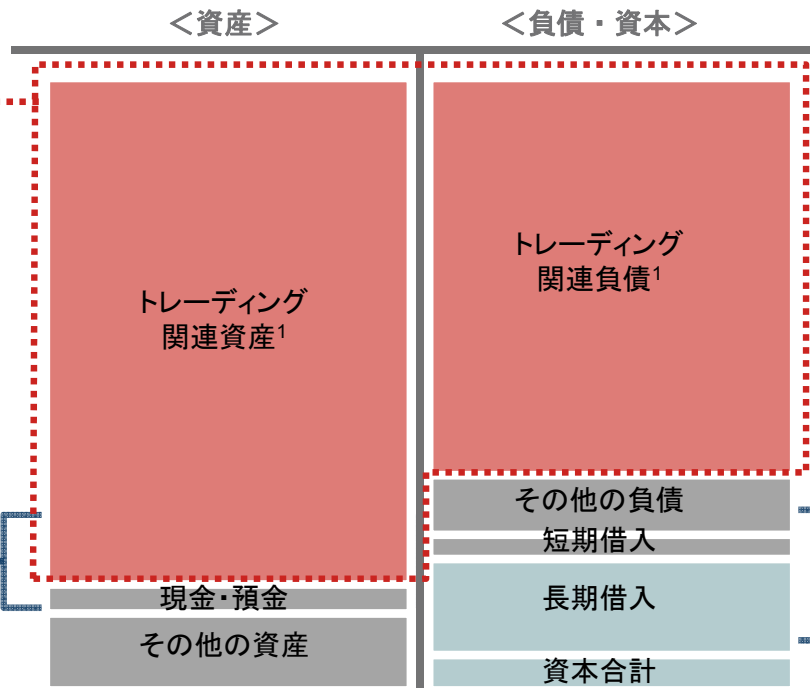 ＜資産＞
＜負債・資本＞
トレーディング
関連資産¹
現金・預金
その他の資産
トレーディング
関連負債¹
その他の負債
短期借入
長期借入
資本合計